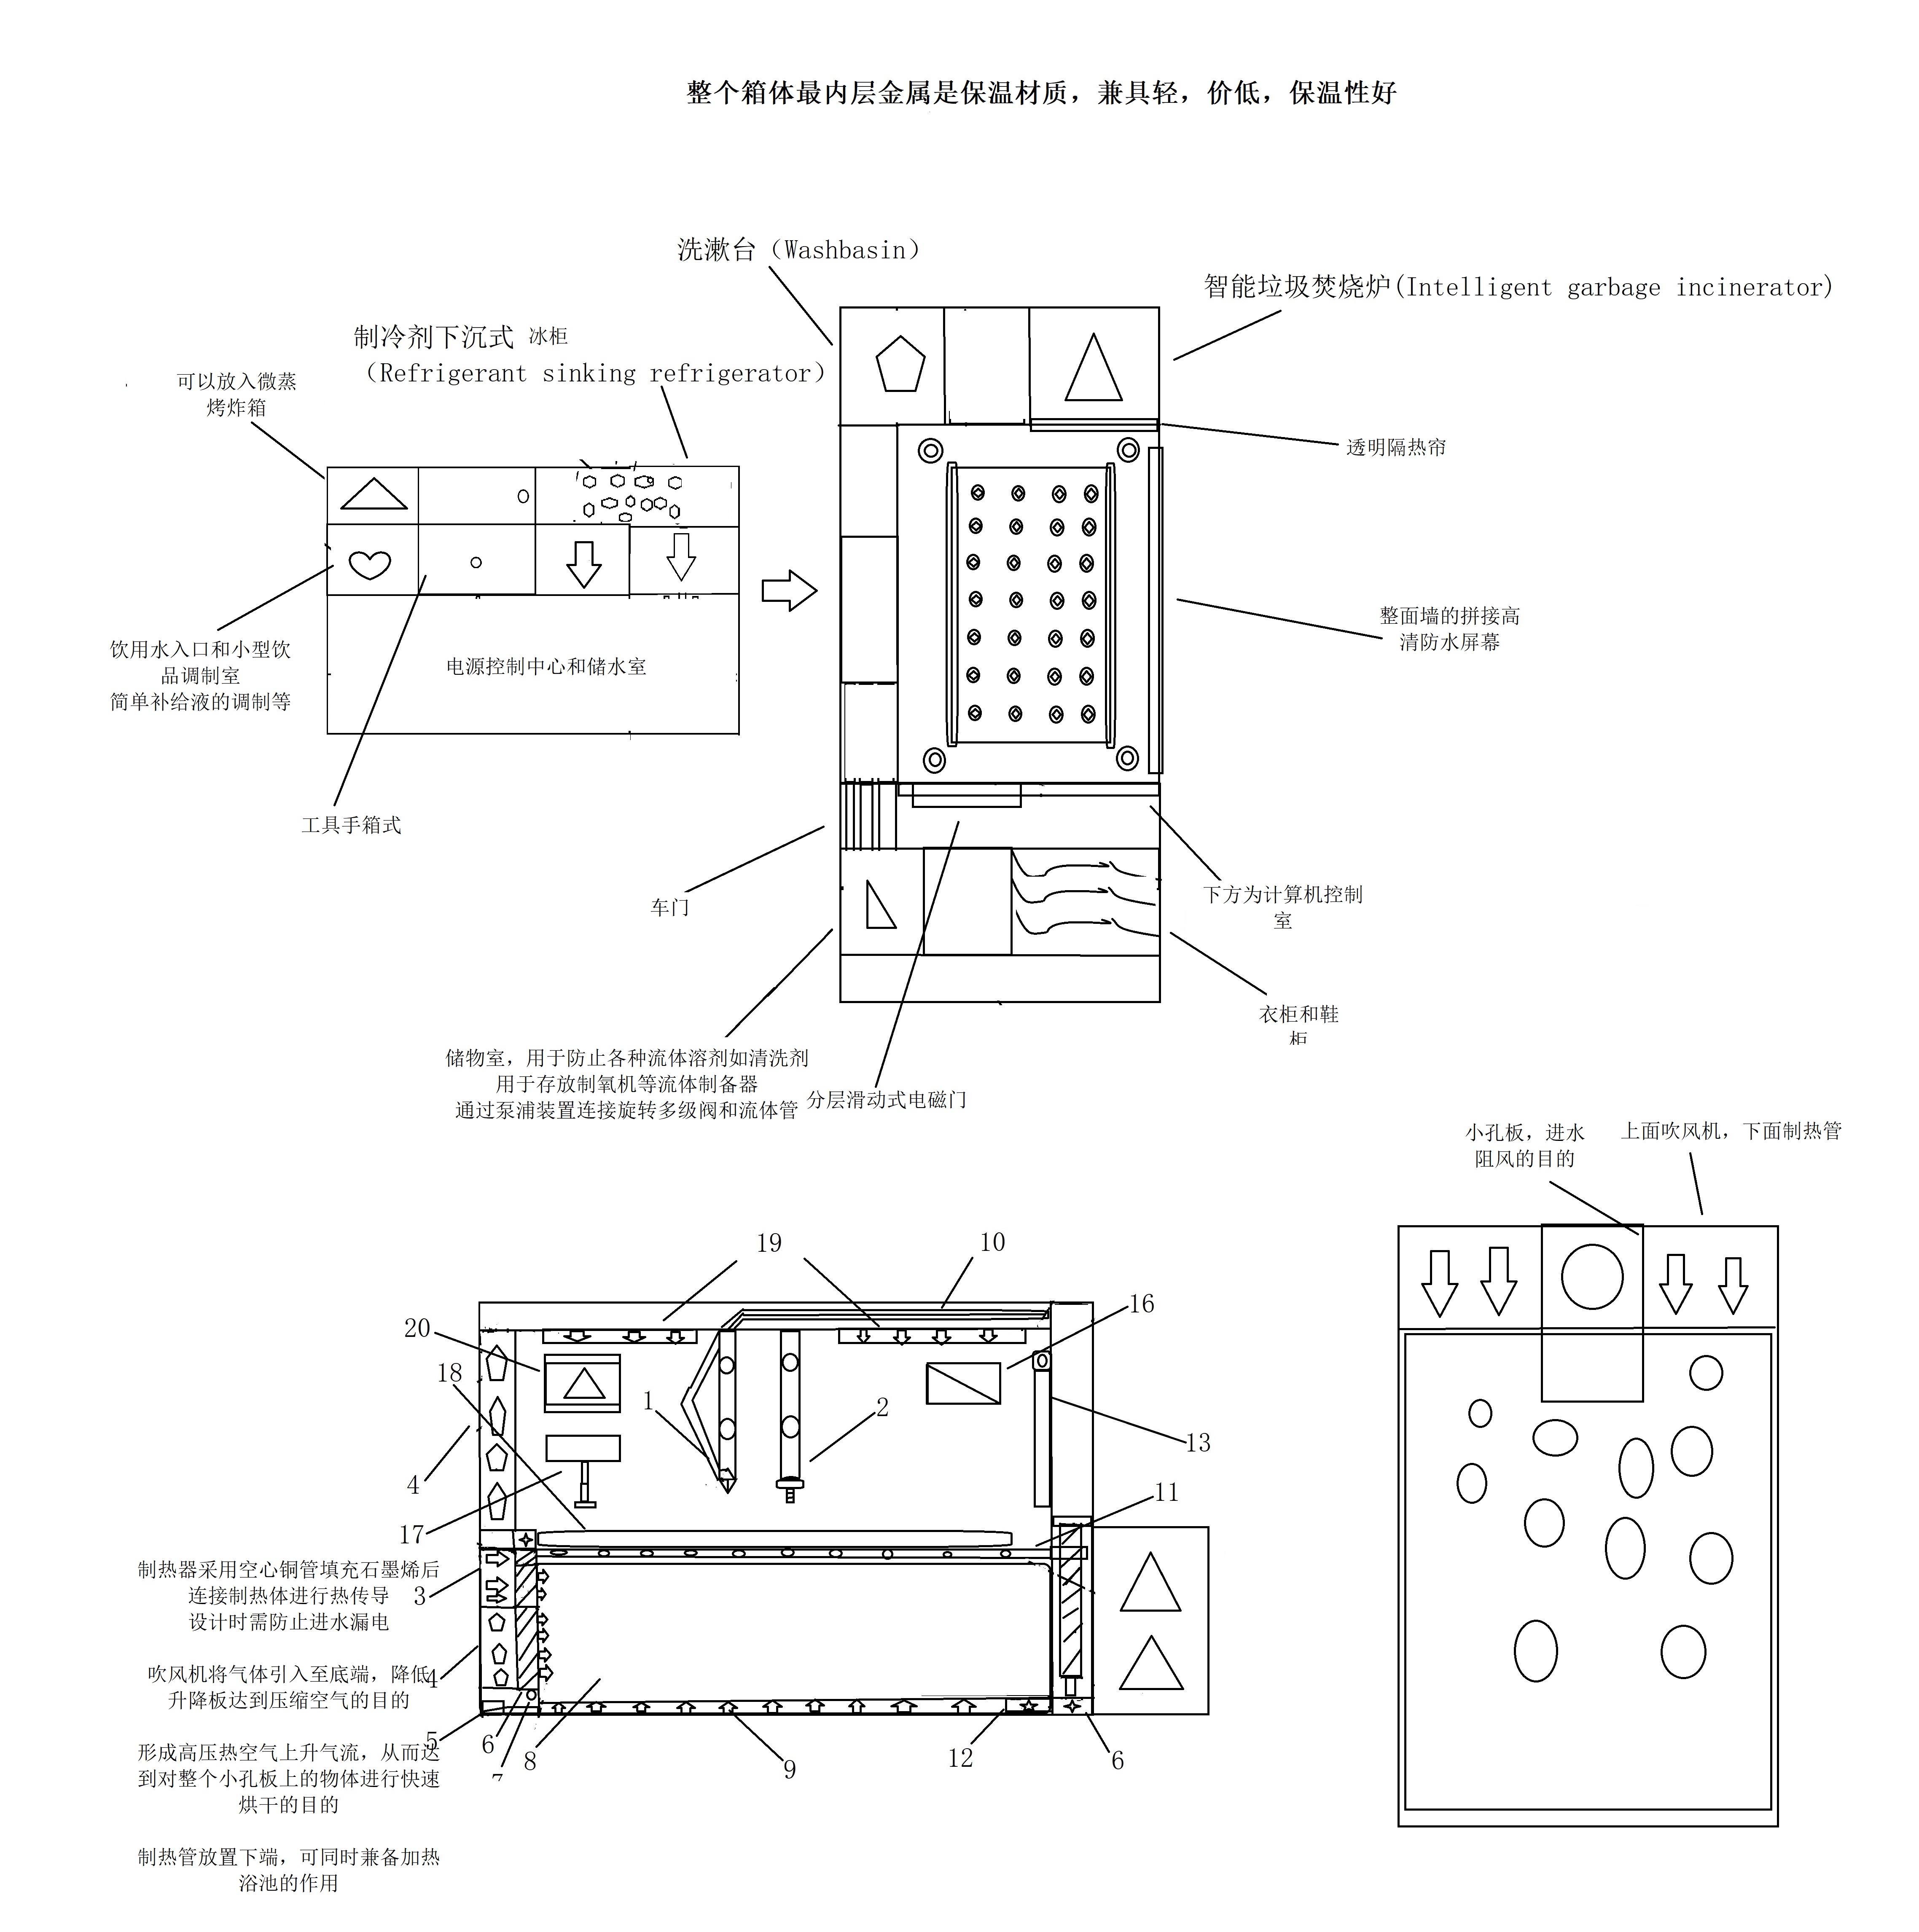 整个箱体最内层金属是保温材质，兼具轻，价低，保温性好
洗漱台（Washbasin）
智能垃圾焚烧炉(Intelligent garbage incinerator)
制冷剂下沉式 冰柜
（Refrigerant sinking refrigerator）
可以放入微蒸
烤炸箱
透明隔热帘
整面墙的拼接高
清防水屏幕
饮用水入口和小型饮
品调制室
简单补给液的调制等
电源控制中心和储水室
工具手箱式
车门
下方为计算机控制
室
衣柜和鞋
柜
储物室，用于防止各种流体溶剂如清洗剂
用于存放制氧机等流体制备器
通过泵浦装置连接旋转多级阀和流体管
分层滑动式电磁门
小孔板，进水
阻风的目的
上面吹风机，下面制热管
19
10
16
20
18
1
2
13
4
11
17
制热器采用空心铜管填充石墨烯后
连接制热体进行热传导
设计时需防止进水漏电
3
吹风机将气体引入至底端，降低
升降板达到压缩空气的目的
4
形成高压热空气上升气流，从而达
到对整个小孔板上的物体进行快速
烘干的目的
5
6
7
8
9
12
6
制热管放置下端，可同时兼备加热
浴池的作用